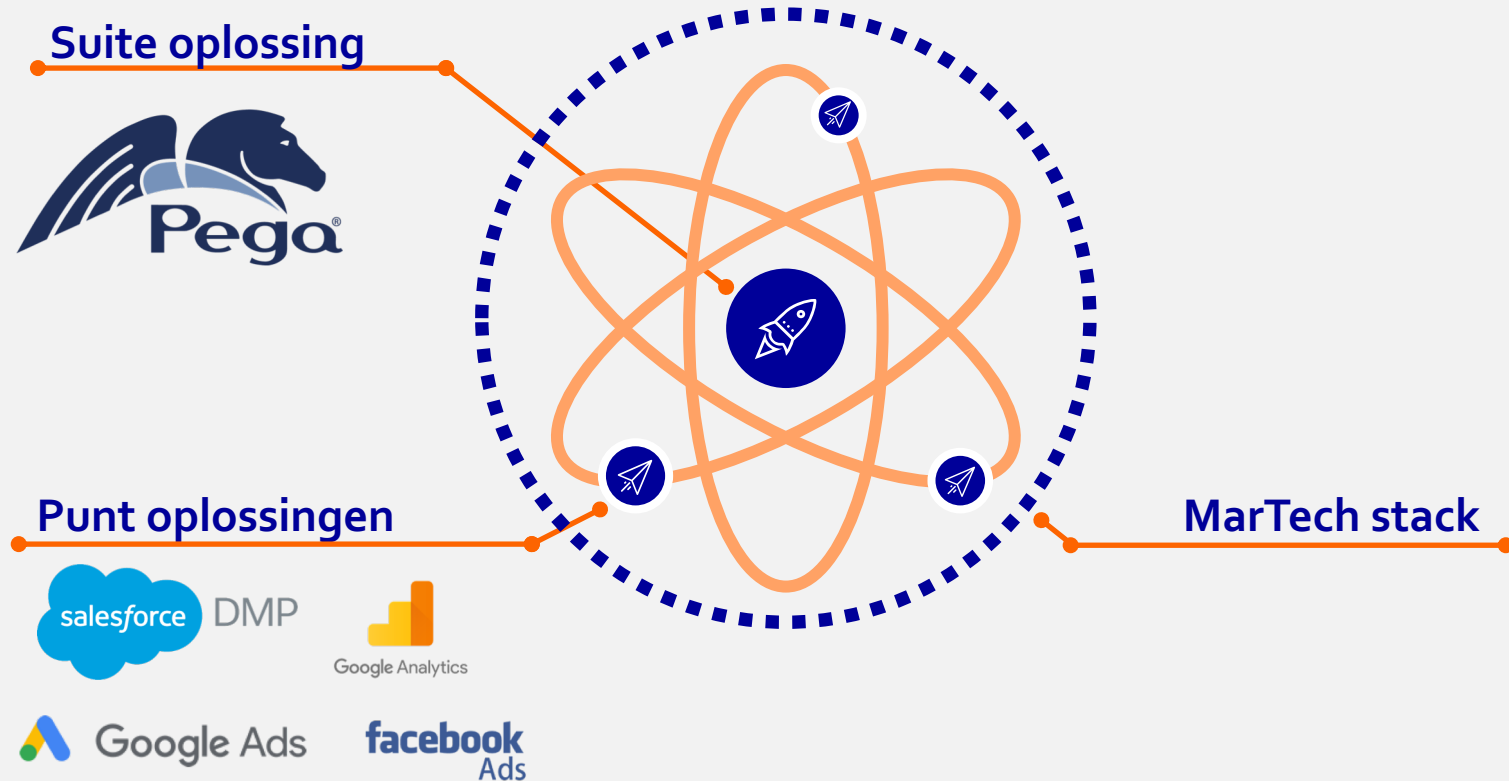 Suite oplossing
Pega®
Punt oplossingen
MarTech stack
salesforce DMP
Google Analytics
Google Ads
facebook
Ads